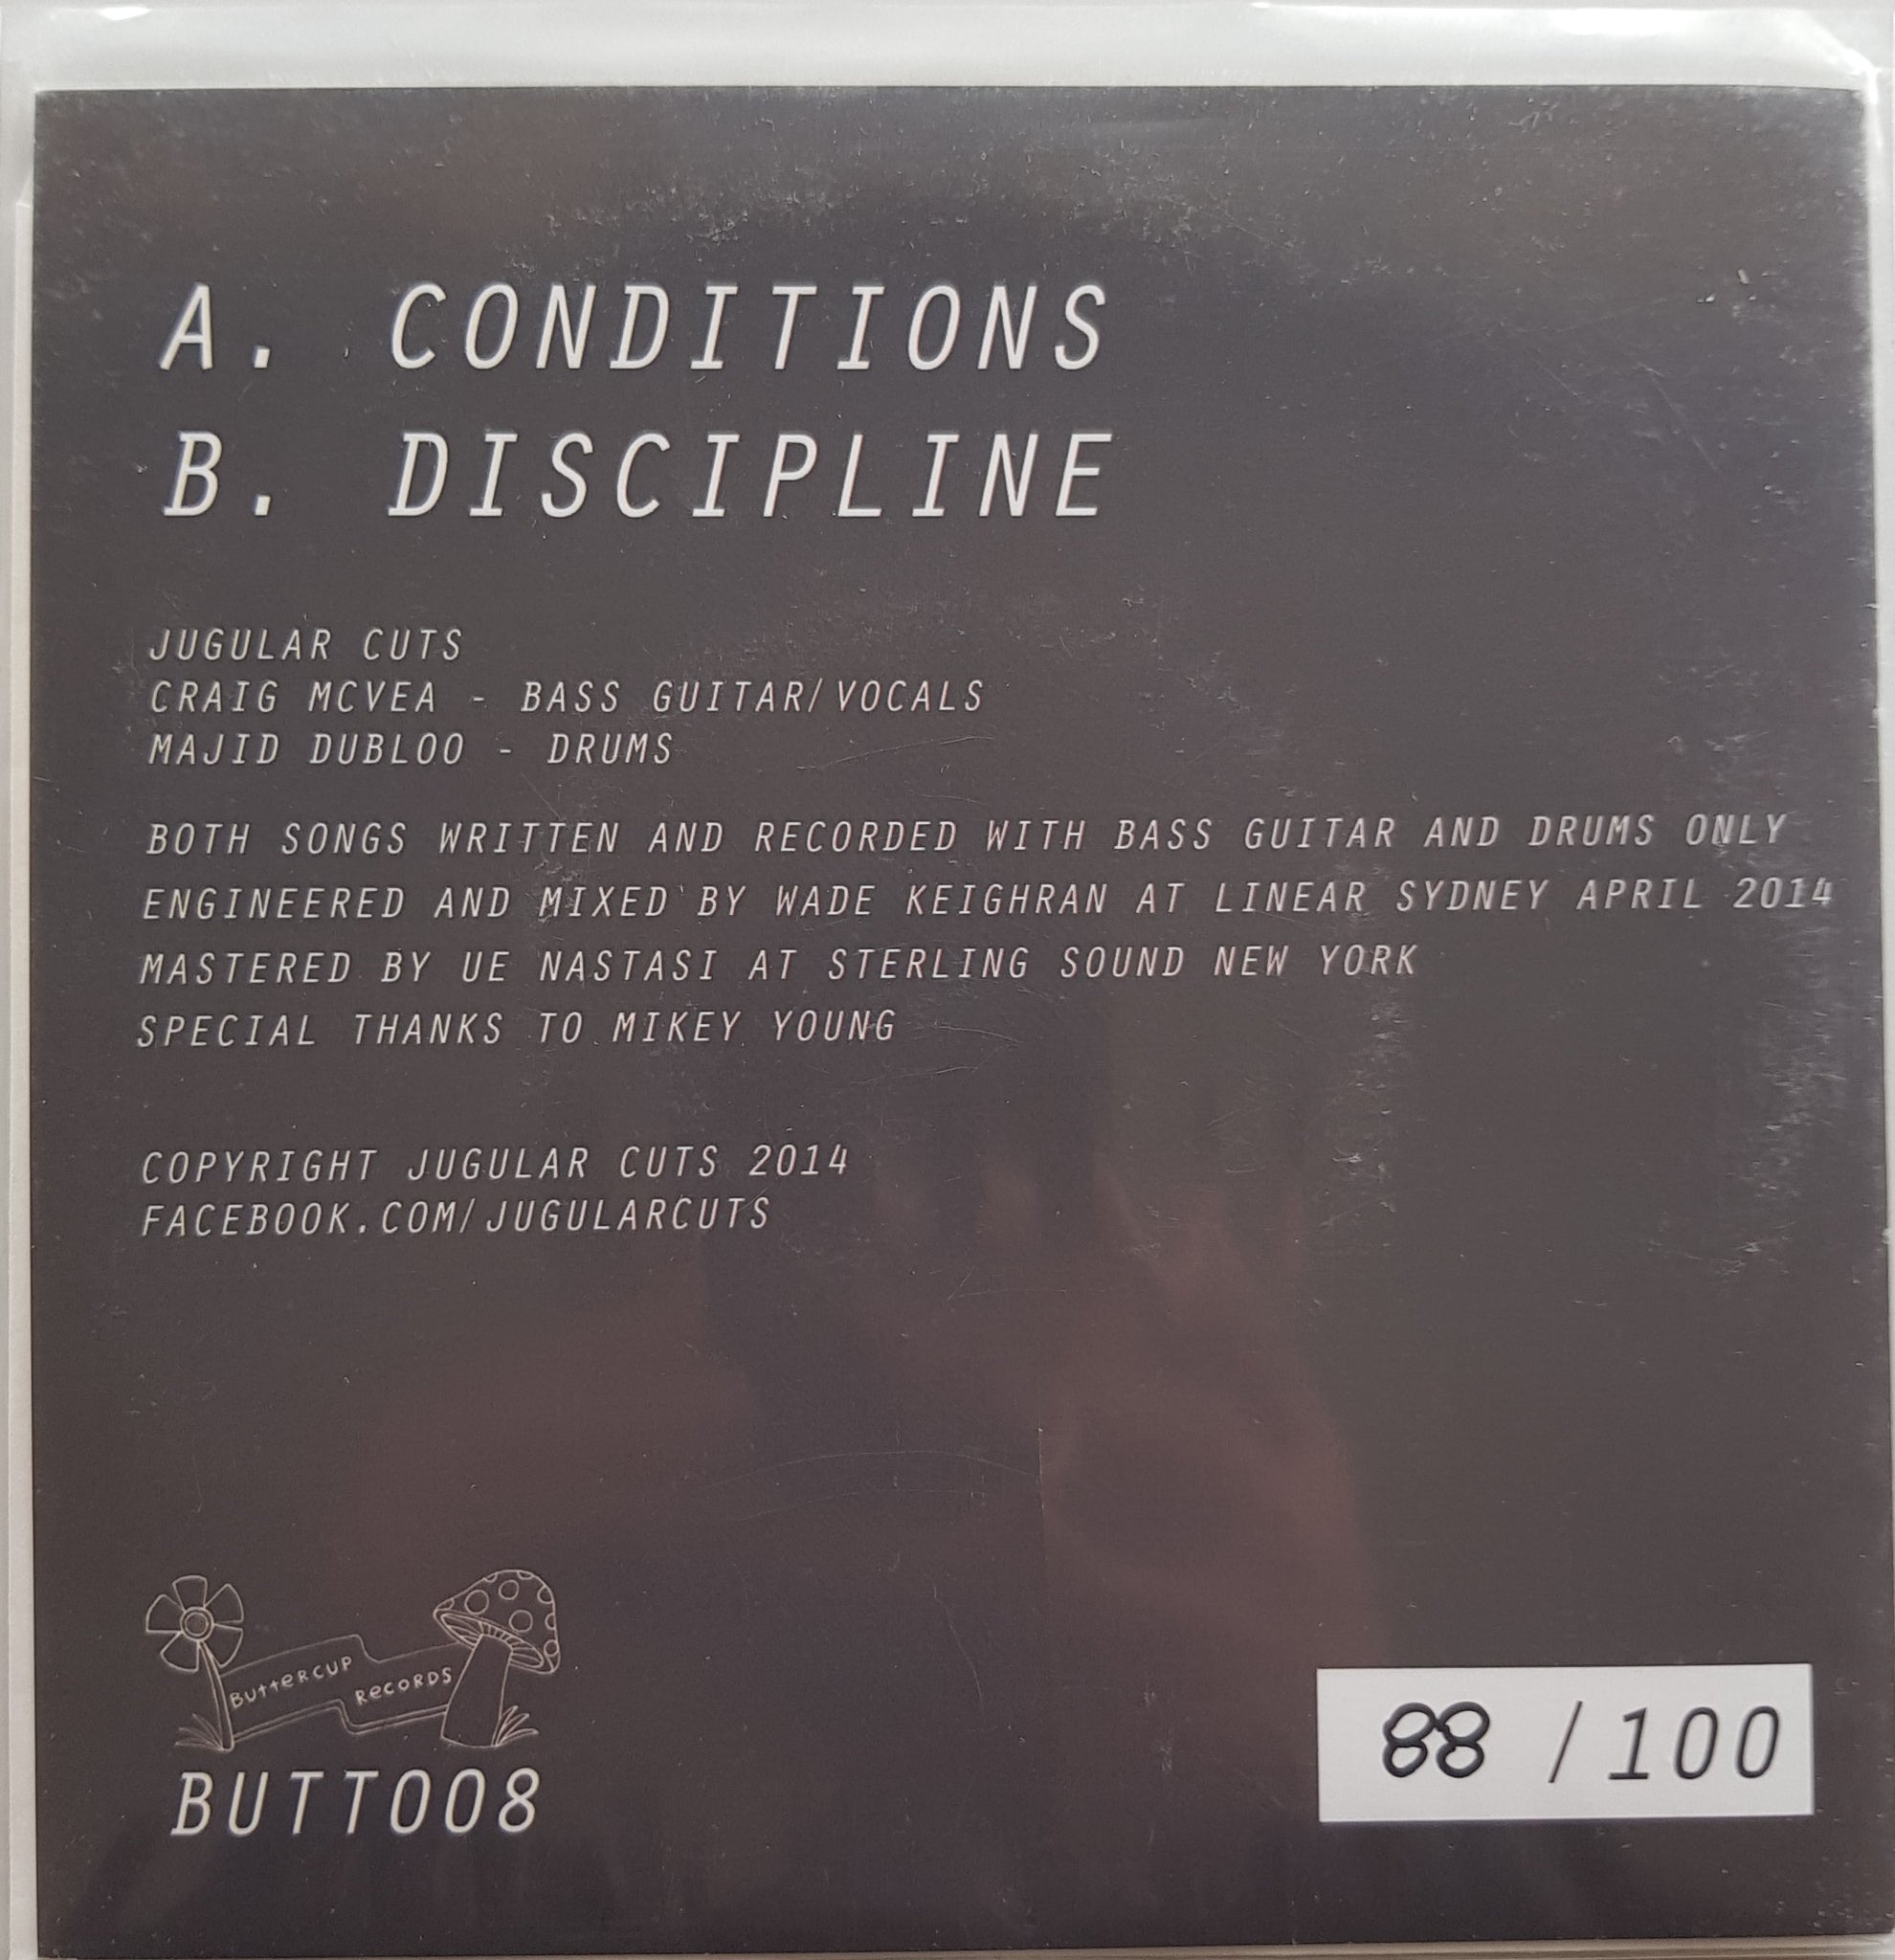 A. CONDITIONS
B. DISCIPLINE
JUGULAR CUTS
CRAIG MCVEA - BASS GUITAR/VOCALS
MAJID DUBLOO - DRUMS
BOTH SONGS WRITTEN AND RECORDED WITH BASS GUITAR AND DRUMS ONLY
ENGINEERED AND MIXED BY WADE KEIGHRAN AT LINEAR SYDNEY APRIL 2014
MASTERED BY UE NASTASI AT STERLING SOUND NEW YORK
SPECIAL THANKS TO MIKEY YOUNG
COPYRIGHT JUGULAR CUTS 2014
FACEBOOK.COM/JUGULARCUTS
ButteRCUP
RecoRDS
BUTT008
88 /100